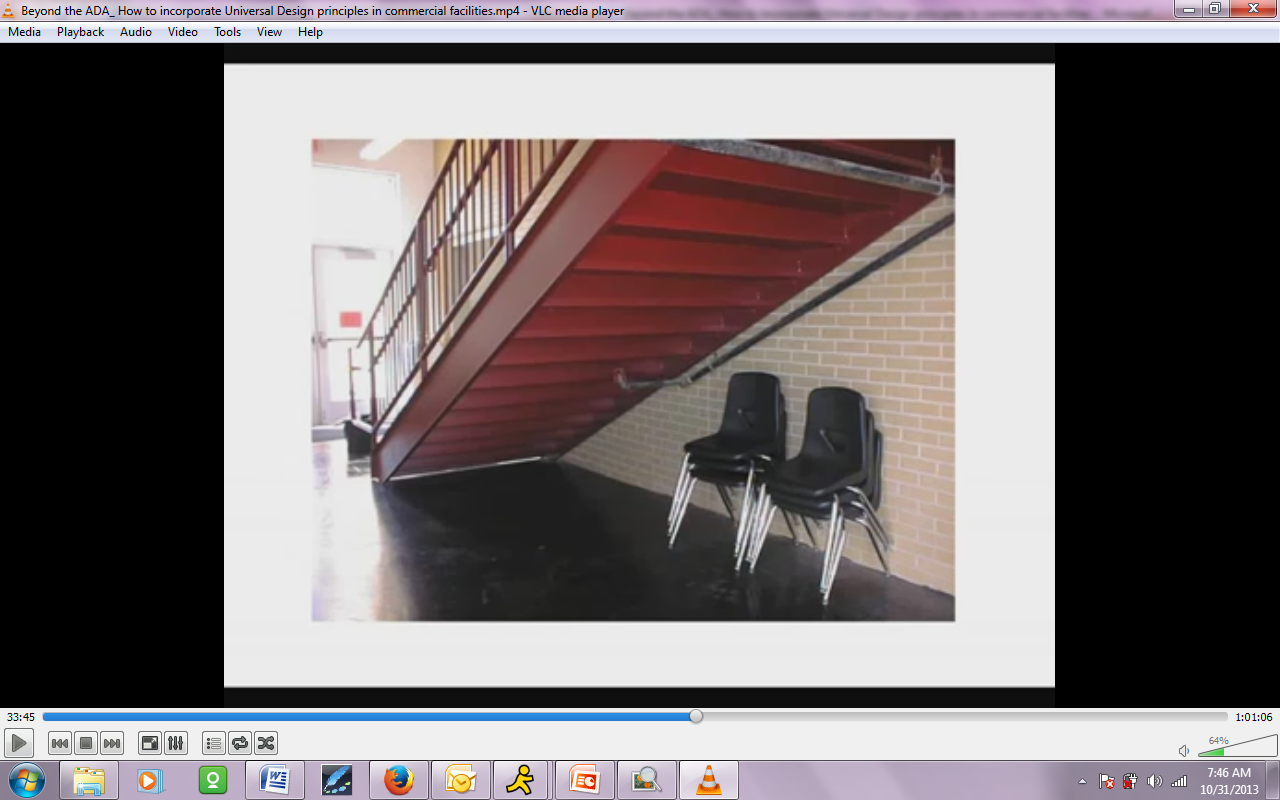 Beyond the ADA_ How to incorporate Universal Design principles in commercial facilities.mp4 - VLC media player
Media Playback Audio Video Tools View Help
33:45 1:01:06
64%
7:46 AM
10/31/2013